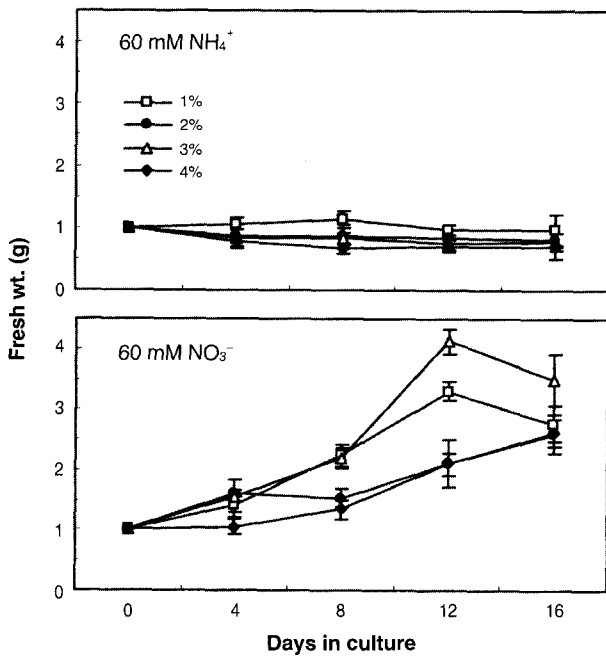 60 mM NH₄⁺
1%
2%
3%
4%
4
3
2
1
0
Fresh wt. (g)
60 mM NO₃⁻
4
3
2
1
0
0 4 8 12 16
Days in culture